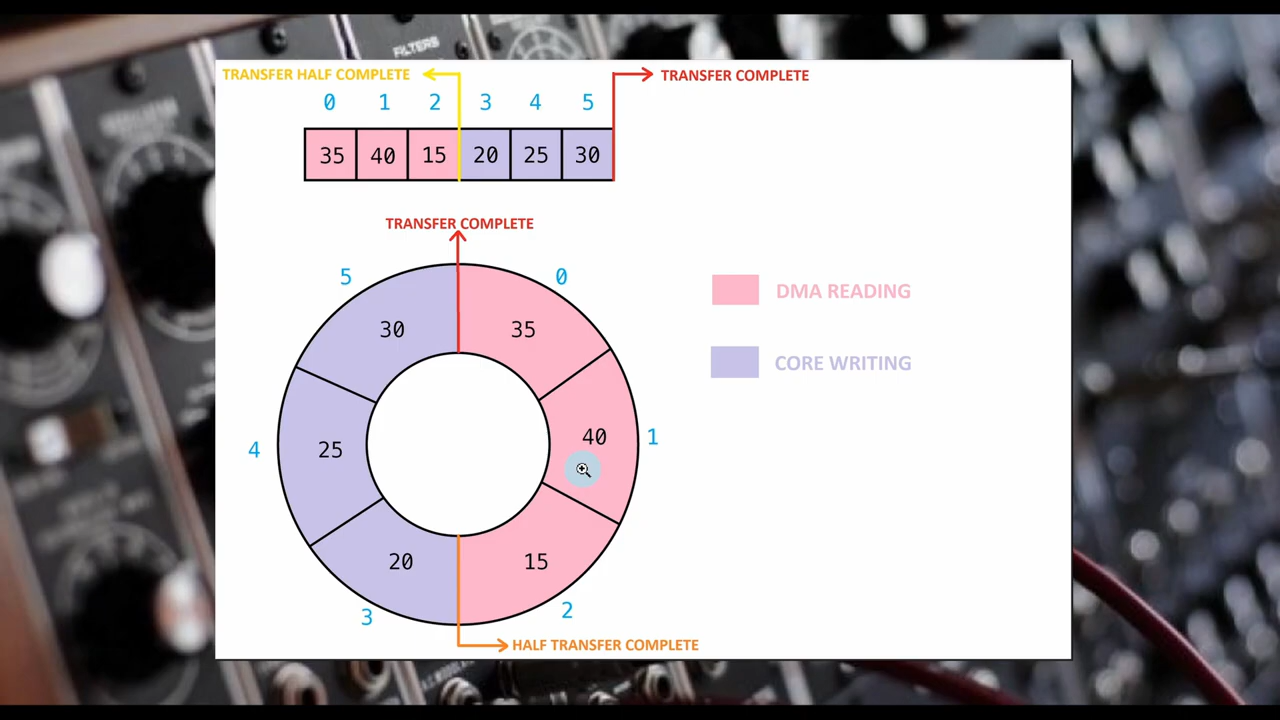 FILTERS
TRANSFER HALF COMPLETE
TRANSFER COMPLETE
0 1 2 3 4 5
35 40 15 20 25 30
TRANSFER COMPLETE
5 0
30 35
DMA READING
CORE WRITING
4 25 40 1
20 15
3 2
HALF TRANSFER COMPLETE